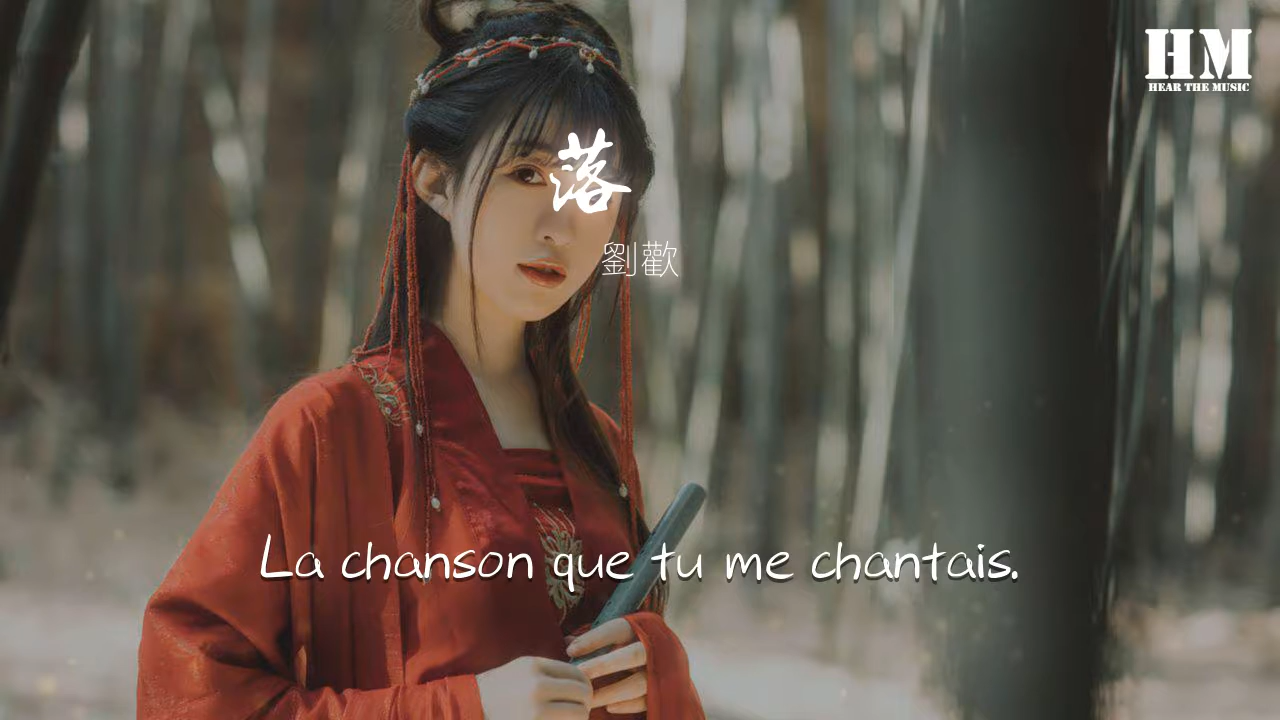 HM
HEAR THE MUSIC
落
劉歡
La chanson que tu me chantais.